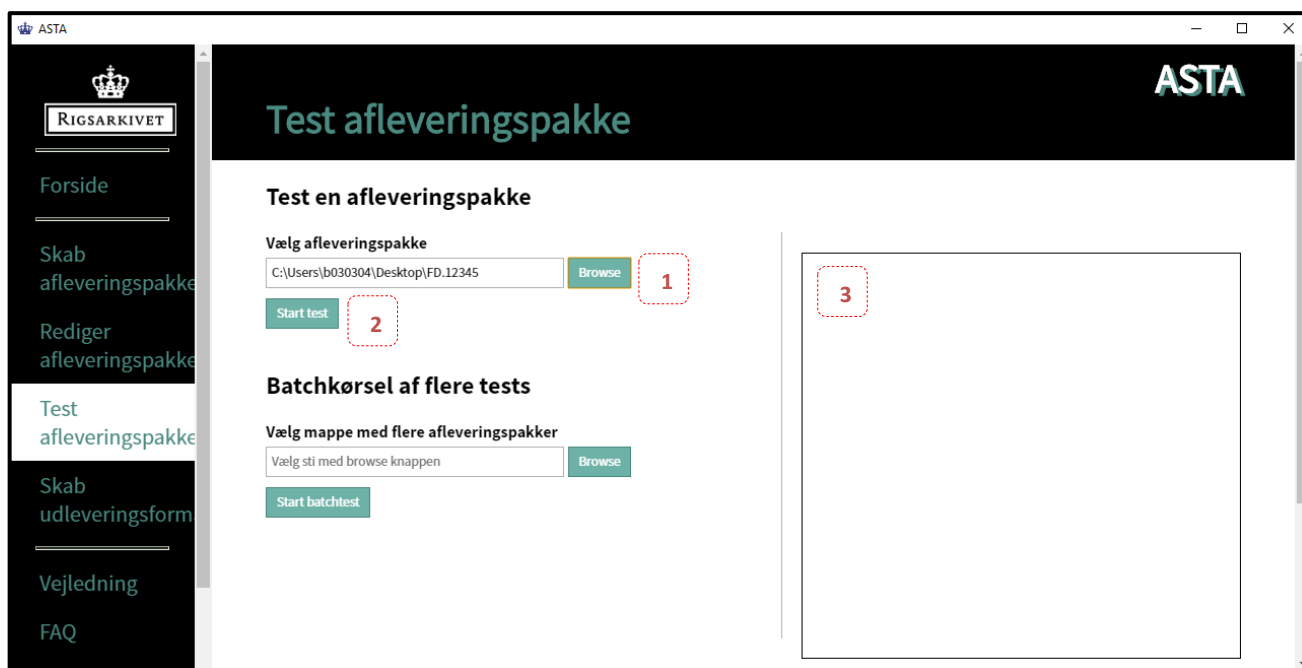 ASTA
RIGSARKIVET
Forside
Skab
afleveringspakke
Rediger
afleveringspakke
Test
afleveringspakke
Skab
udleveringsform
Vejledning
FAQ
ASTA
Test afleveringspakke
Test en afleveringspakke
Vælg afleveringspakke
C:\Users\b030304\Desktop\FD.12345
Browse
1
Start test
2
Batchkørsel af flere tests
Vælg mappe med flere afleveringspakker
Vælg sti med browse knappen
Browse
Start batchtest
3